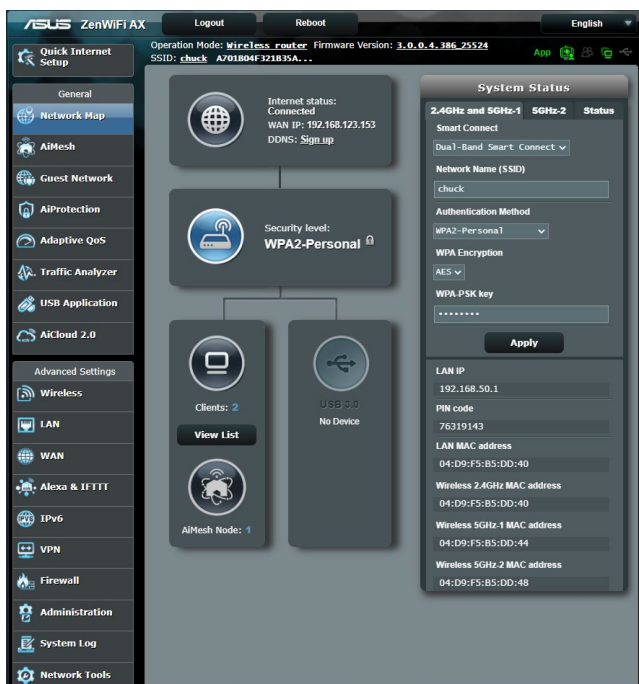 ASUS ZenWiFi AX
Logout
Reboot
English
Quick Internet
Setup
Operation Mode: Wireless router Firmware Version: 3.0.0.4.386_25524
SSID: chuck A701B04F321B35A...
App
General
Network Map
AiMesh
Guest Network
AiProtection
Adaptive QoS
Traffic Analyzer
USB Application
AiCloud 2.0
Advanced Settings
Wireless
LAN
WAN
Alexa & IFTTT
IPv6
VPN
Firewall
Administration
System Log
Network Tools
Internet status:
Connected
WAN IP: 192.168.123.153
DDNS: Sign up
Security level:
WPA2-Personal
Clients: 2
View List
AiMesh Node: 1
USB 3.0
No Device
System Status
2.4GHz and 5GHz-1 5GHz-2 Status
Smart Connect
Dual-Band Smart Connect
Network Name (SSID)
chuck
Authentication Method
WPA2-Personal
WPA Encryption
AES
WPA-PSK key
········
Apply
LAN IP
192.168.50.1
PIN code
76319143
LAN MAC address
04:D9:F5:B5:DD:40
Wireless 2.4GHz MAC
address
04:D9:F5:B5:DD:40
Wireless 5GHz-1 MAC
address
04:D9:F5:B5:DD:44
Wireless 5GHz-2 MAC
address
04:D9:F5:B5:DD:48